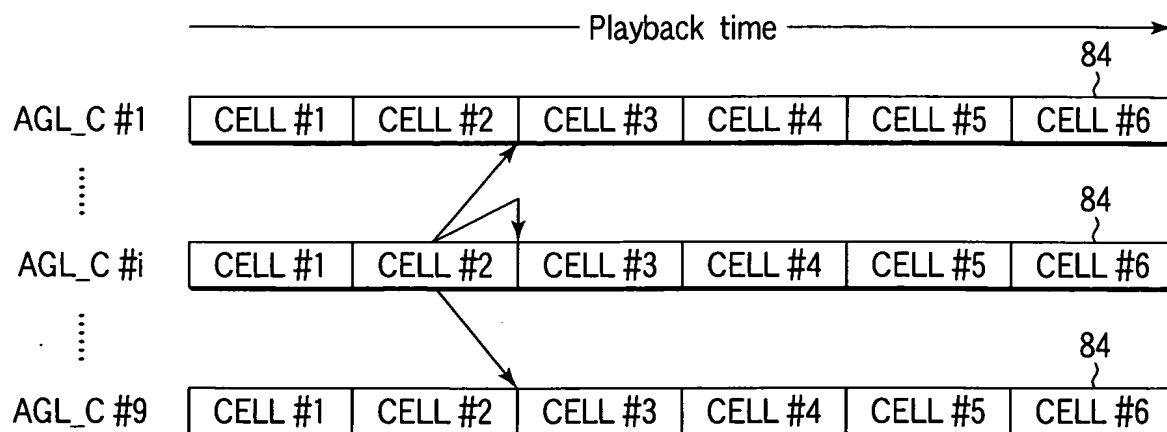 Playback time
84
AGL_C #1 CELL #1 CELL #2 CELL #3 CELL #4 CELL #5 CELL #6
84
AGL_C #i CELL #1 CELL #2 CELL #3 CELL #4 CELL #5 CELL #6
84
AGL_C #9 CELL #1 CELL #2 CELL #3 CELL #4 CELL #5 CELL #6